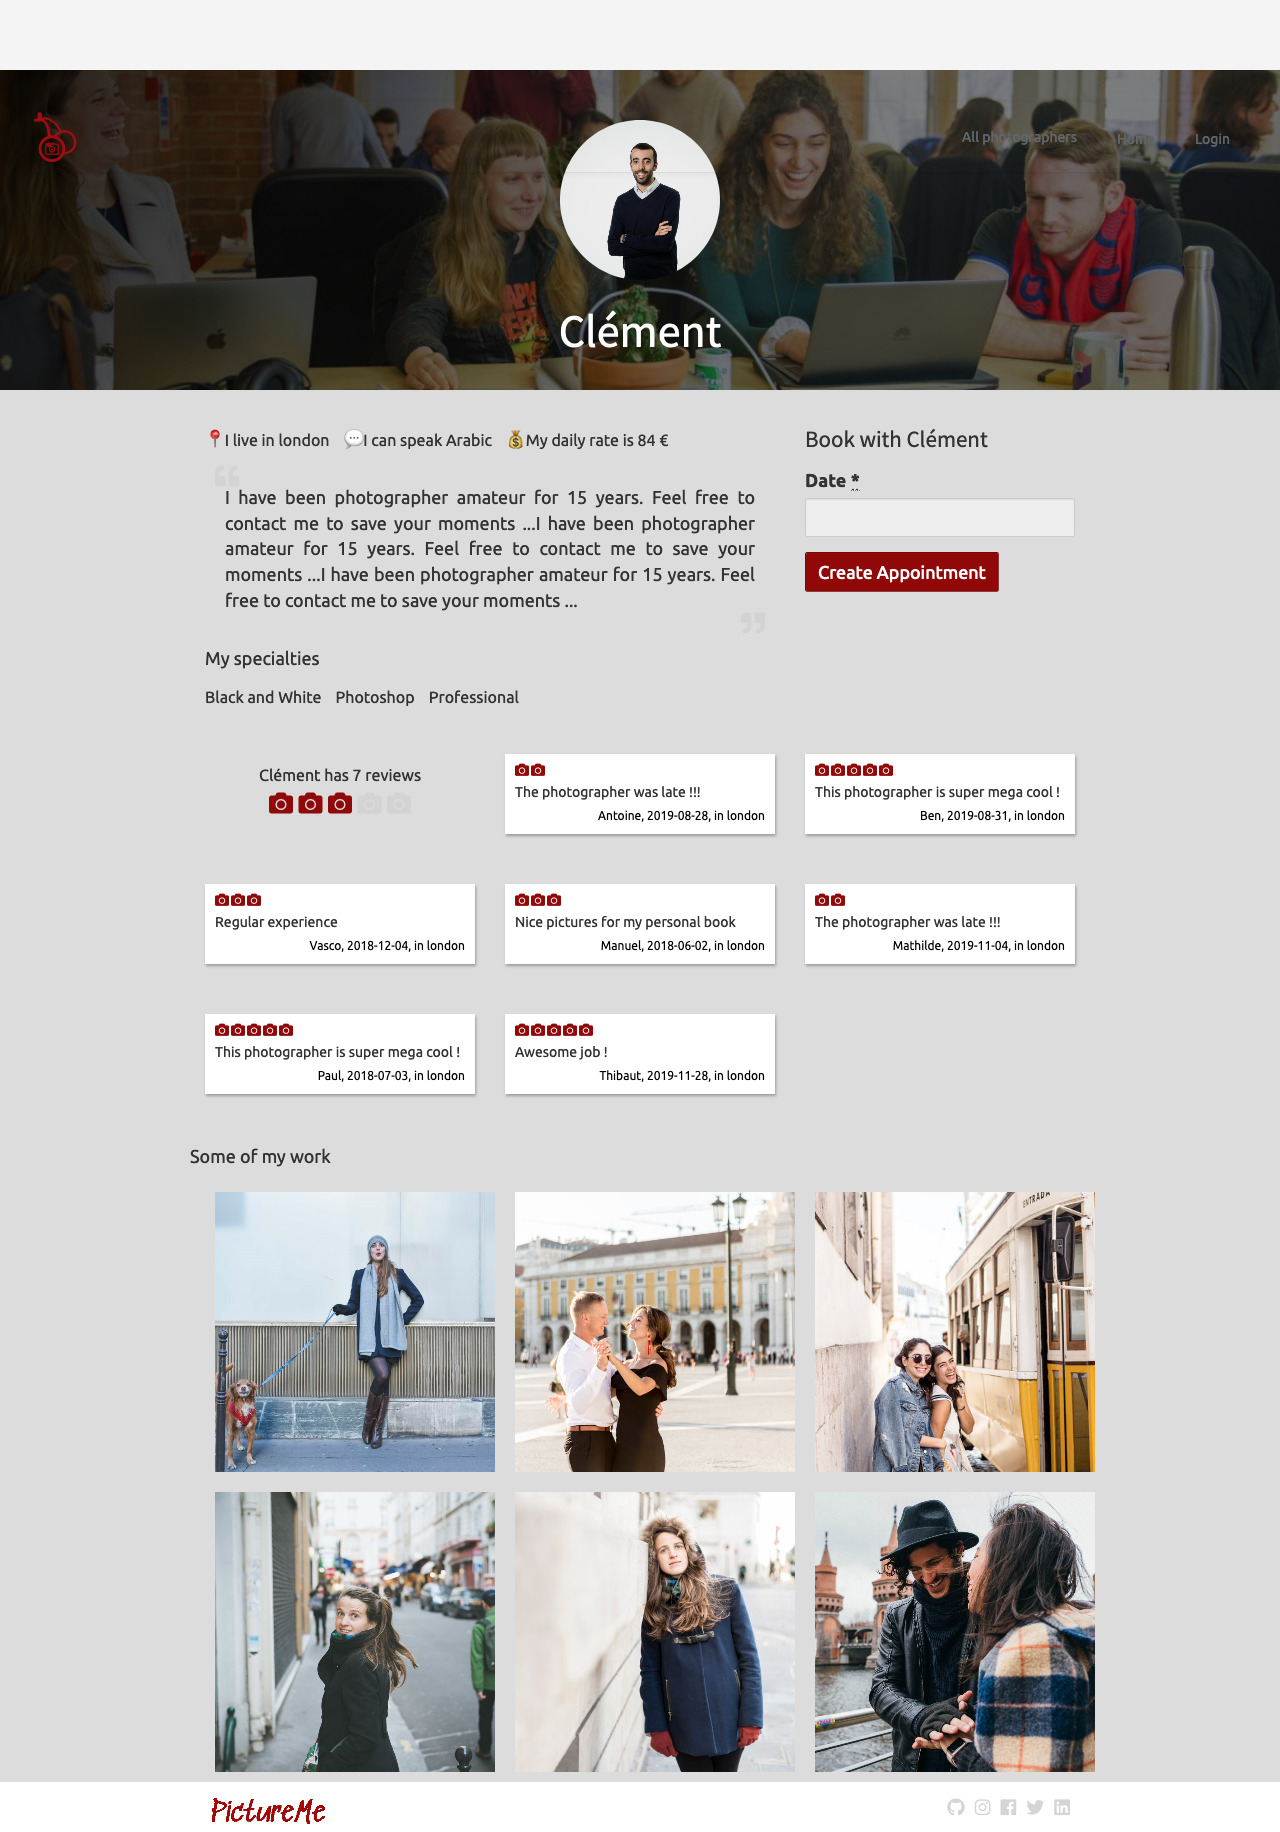 All photographers
Home
Login
Clément
I live in london
I can speak Arabic
My daily rate is 84 €
I have been photographer amateur for 15 years. Feel free to
contact me to save your moments ...I have been photographer
amateur for 15 years. Feel free to contact me to save your
moments ...I have been photographer amateur for 15 years. Feel
free to contact me to save your moments ...
Book with Clément
Date *
Create Appointment
My specialties
Black and White Photoshop Professional
Clément has 7 reviews
The photographer was late !!!
Antoine, 2019-08-28, in london
This photographer is super mega cool !
Ben, 2019-08-31, in london
Regular experience
Vasco, 2018-12-04, in london
Nice pictures for my personal book
Manuel, 2018-06-02, in london
The photographer was late !!!
Mathilde, 2019-11-04, in london
This photographer is super mega cool !
Paul, 2018-07-03, in london
Awesome job !
Thibaut, 2019-11-28, in london
Some of my work
ENTRADA
PictureMe